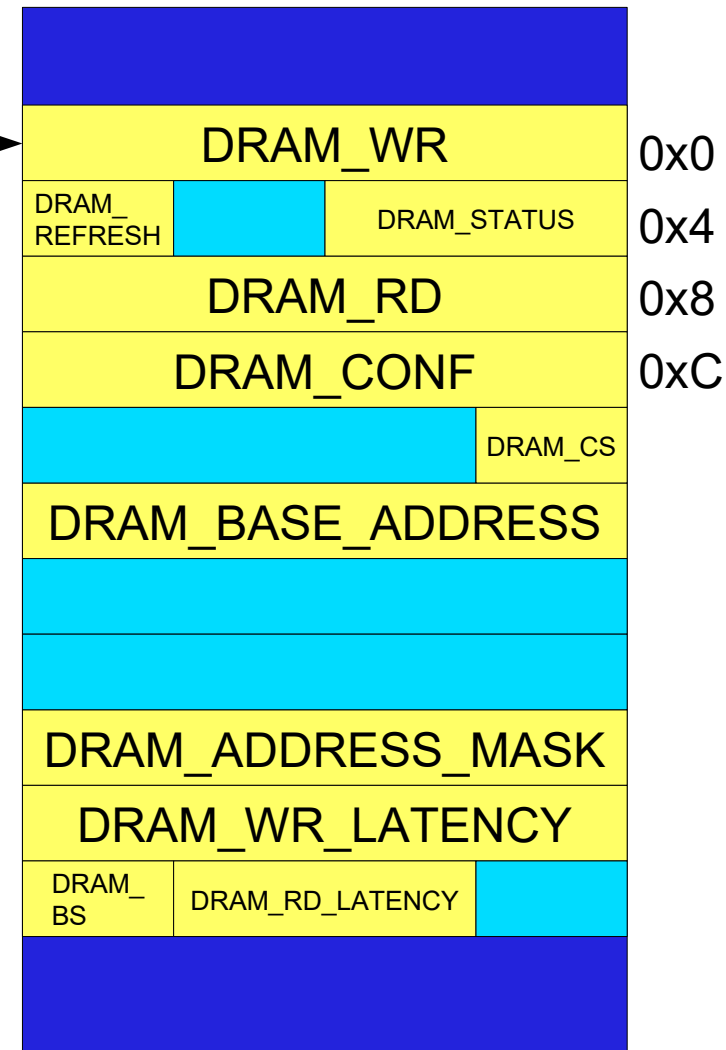 DRAM_WR 0x0
DRAM_
REFRESH
DRAM_STATUS 0x4
DRAM_RD 0x8
DRAM_CONF 0xC
DRAM_CS
DRAM_BASE_ADDRESS
DRAM_ADDRESS_MASK
DRAM_WR_LATENCY
DRAM_
BS
DRAM_RD_LATENCY